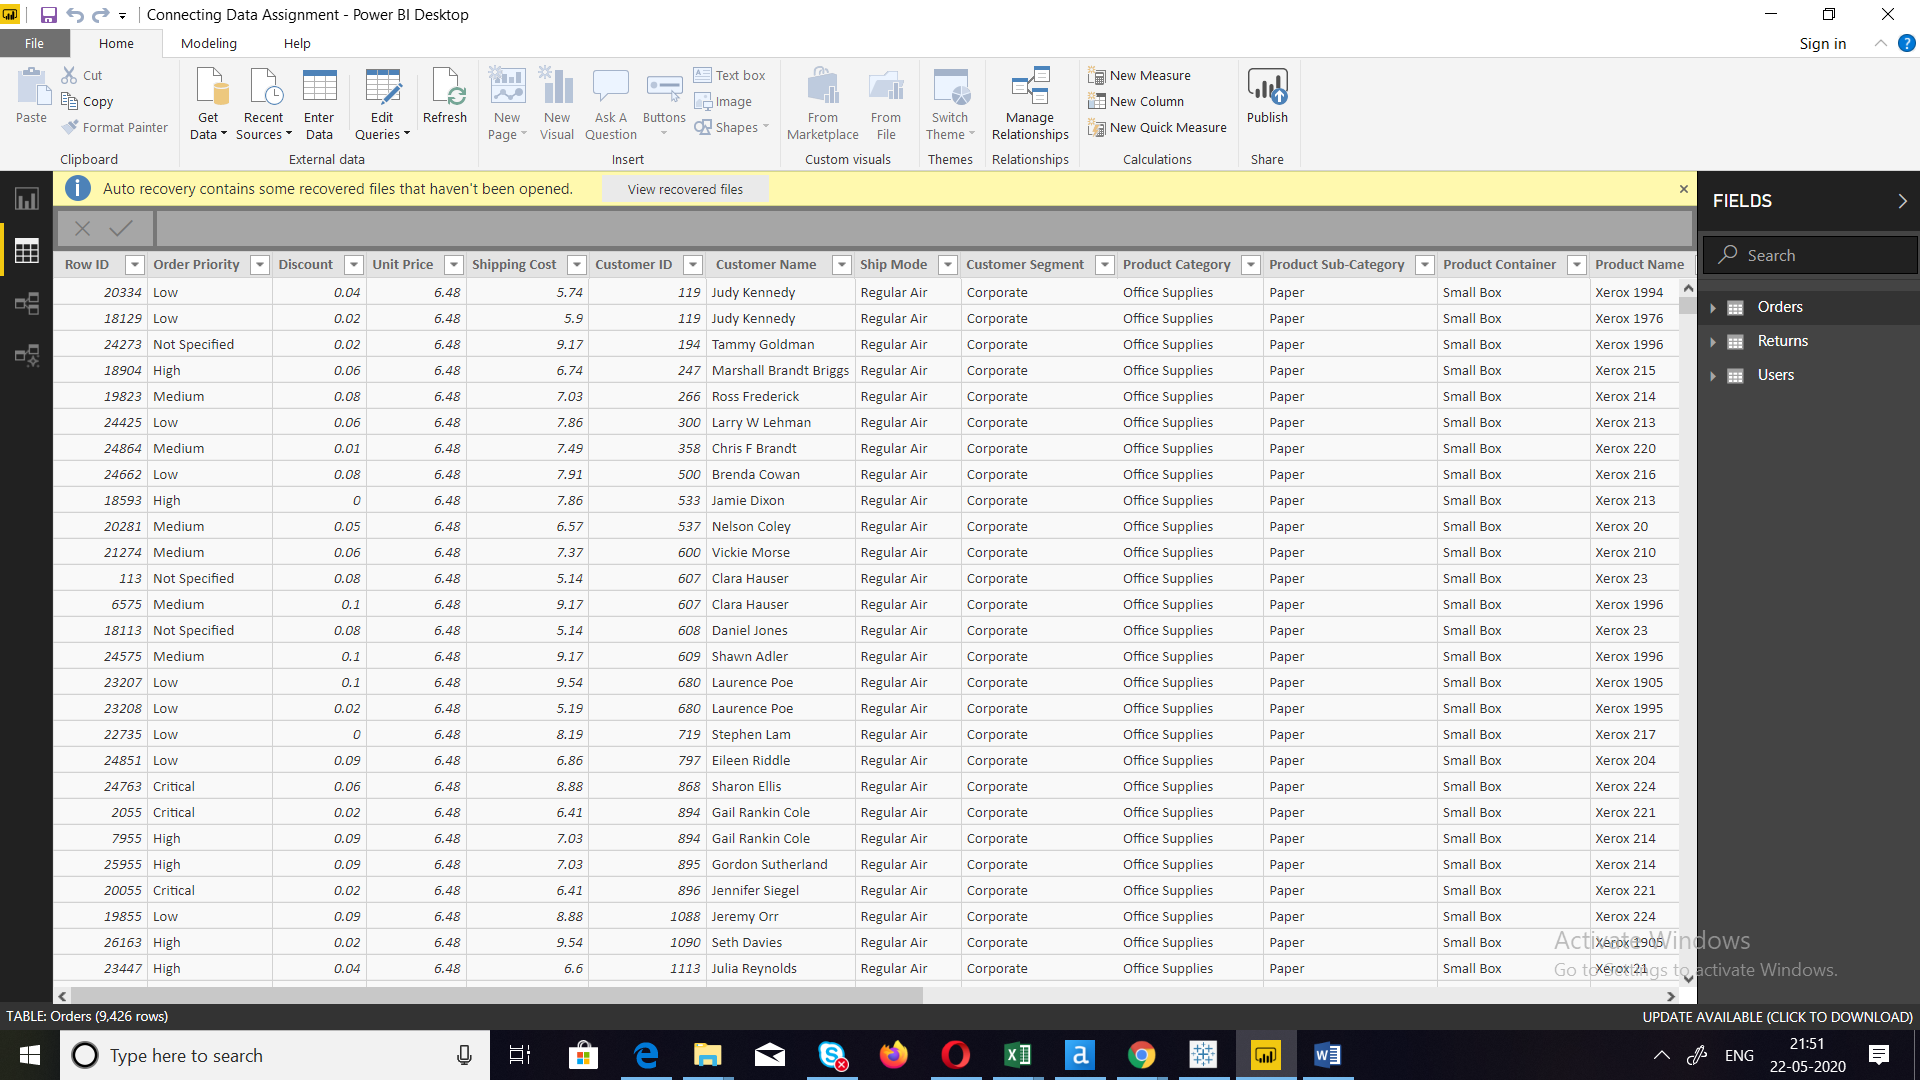 Connecting Data Assignment - Power BI Desktop
File Home Modeling Help Sign in ?
Paste Cut Copy Format Painter Clipboard
Get Data Recent Sources Enter Data Edit Queries Refresh External data
New Page New Visual Ask A Question Buttons Text box Image Shapes Insert
From Marketplace From File Custom visuals
Switch Theme Themes
Manage Relationships Relationships
New Measure New Column New Quick Measure Calculations
Publish Share
Auto recovery contains some recovered files that haven't been opened. View recovered files
Row ID Order Priority Discount Unit Price Shipping Cost Customer ID Customer Name Ship Mode Customer Segment Product Category Product Sub-Category Product Container Product Name
20334 Low 0.04 6.48 5.74 119 Judy Kennedy Regular Air Corporate Office Supplies Paper Small Box Xerox 1994
18129 Low 0.02 6.48 5.9 119 Judy Kennedy Regular Air Corporate Office Supplies Paper Small Box Xerox 1976
24273 Not Specified 0.02 6.48 9.17 194 Tammy Goldman Regular Air Corporate Office Supplies Paper Small Box Xerox 1996
18904 High 0.06 6.48 6.74 247 Marshall Brandt Briggs Regular Air Corporate Office Supplies Paper Small Box Xerox 215
19823 Medium 0.08 6.48 7.03 266 Ross Frederick Regular Air Corporate Office Supplies Paper Small Box Xerox 214
24425 Low 0.06 6.48 7.86 300 Larry W Lehman Regular Air Corporate Office Supplies Paper Small Box Xerox 213
24864 Medium 0.01 6.48 7.49 358 Chris F Brandt Regular Air Corporate Office Supplies Paper Small Box Xerox 220
24662 Low 0.08 6.48 7.91 500 Brenda Cowan Regular Air Corporate Office Supplies Paper Small Box Xerox 216
18593 High 0 6.48 7.86 533 Jamie Dixon Regular Air Corporate Office Supplies Paper Small Box Xerox 213
20281 Medium 0.05 6.48 6.57 537 Nelson Coley Regular Air Corporate Office Supplies Paper Small Box Xerox 20
21274 Medium 0.06 6.48 7.37 600 Vickie Morse Regular Air Corporate Office Supplies Paper Small Box Xerox 210
113 Not Specified 0.08 6.48 5.14 607 Clara Hauser Regular Air Corporate Office Supplies Paper Small Box Xerox 23
6575 Medium 0.1 6.48 9.17 607 Clara Hauser Regular Air Corporate Office Supplies Paper Small Box Xerox 1996
18113 Not Specified 0.08 6.48 5.14 608 Daniel Jones Regular Air Corporate Office Supplies Paper Small Box Xerox 23
24575 Medium 0.1 6.48 9.17 609 Shawn Adler Regular Air Corporate Office Supplies Paper Small Box Xerox 1996
23207 Low 0.1 6.48 9.54 680 Laurence Poe Regular Air Corporate Office Supplies Paper Small Box Xerox 1905
23208 Low 0.02 6.48 5.19 680 Laurence Poe Regular Air Corporate Office Supplies Paper Small Box Xerox 1995
22735 Low 0 6.48 8.19 719 Stephen Lam Regular Air Corporate Office Supplies Paper Small Box Xerox 217
24851 Low 0.09 6.48 6.86 797 Eileen Riddle Regular Air Corporate Office Supplies Paper Small Box Xerox 204
24763 Critical 0.06 6.48 8.88 868 Sharon Ellis Regular Air Corporate Office Supplies Paper Small Box Xerox 224
2055 Critical 0.02 6.48 6.41 894 Gail Rankin Cole Regular Air Corporate Office Supplies Paper Small Box Xerox 221
7955 High 0.09 6.48 7.03 894 Gail Rankin Cole Regular Air Corporate Office Supplies Paper Small Box Xerox 214
25955 High 0.09 6.48 7.03 895 Gordon Sutherland Regular Air Corporate Office Supplies Paper Small Box Xerox 214
20055 Critical 0.02 6.48 6.41 896 Jennifer Siegel Regular Air Corporate Office Supplies Paper Small Box Xerox 221
19855 Low 0.09 6.48 8.88 1088 Jeremy Orr Regular Air Corporate Office Supplies Paper Small Box Xerox 224
26163 High 0.02 6.48 9.54 1090 Seth Davies Regular Air Corporate Office Supplies Paper Small Box Xerox 1905
23447 High 0.04 6.48 6.6 1113 Julia Reynolds Regular Air Corporate Office Supplies Paper Small Box Xerox 21
FIELDS
Search
Orders
Returns
Users
Activate Windows
Go to Settings to activate Windows.
TABLE: Orders (9,426 rows) UPDATE AVAILABLE (CLICK TO DOWNLOAD)
Type here to search ENG 21:51
22-05-2020